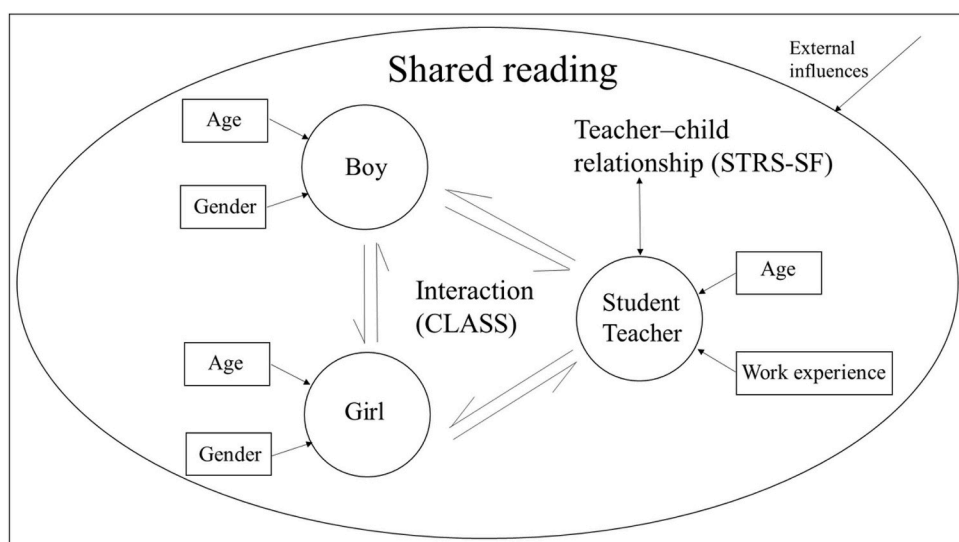 External
influences
Shared reading
Age
Boy
Gender
Teacher–child
relationship (STRS-SF)
Interaction
(CLASS)
Student
Teacher
Age
Work experience
Age
Girl
Gender